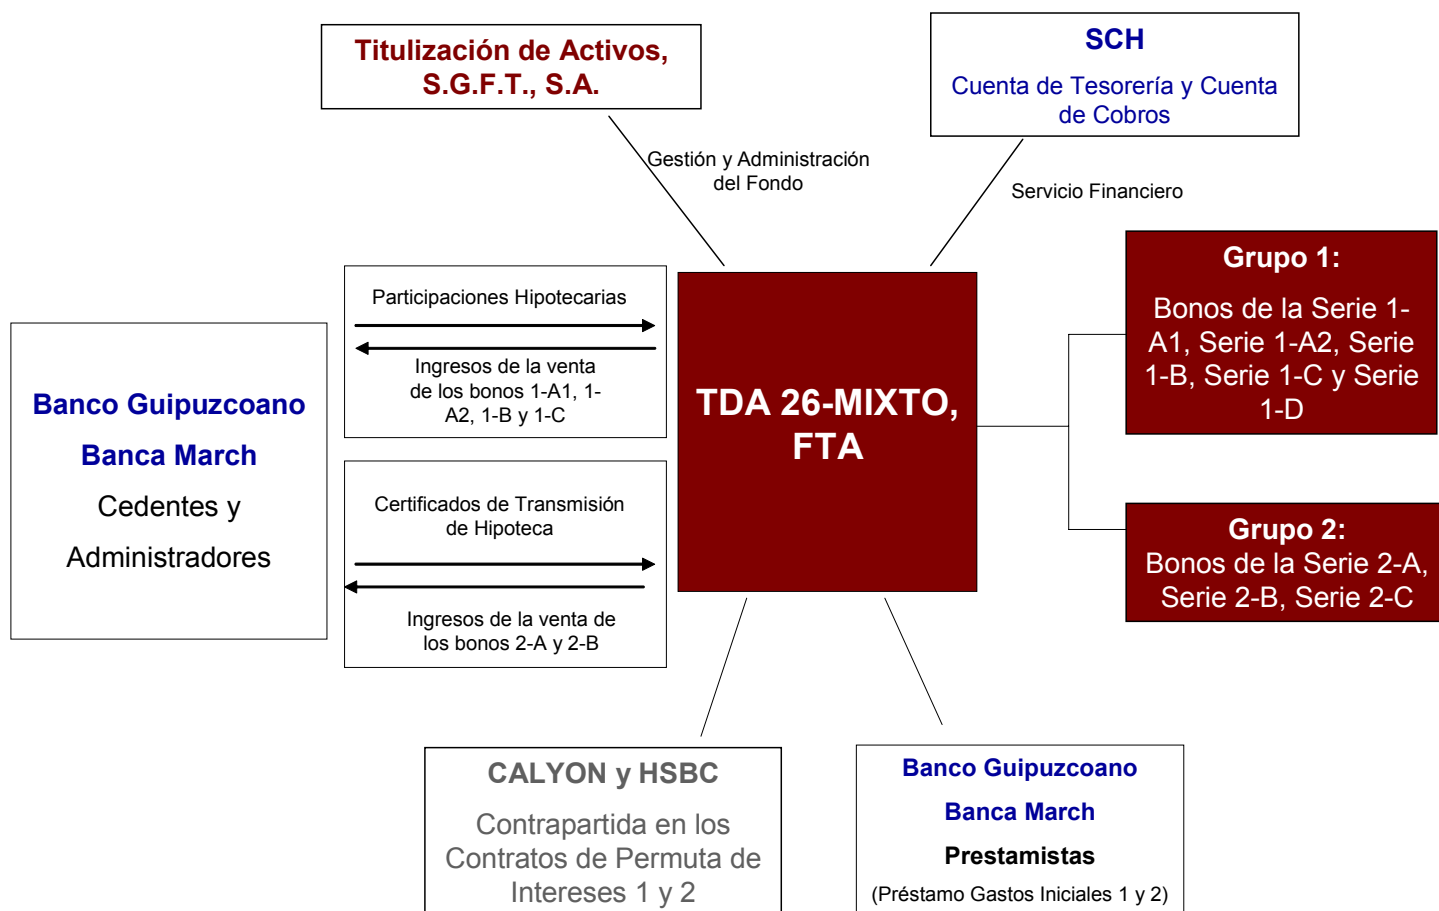 Titulización de Activos,
S.G.F.T., S.A.
SCH
Cuenta de Tesorería y Cuenta
de Cobros
Gestión y Administración
del Fondo
Servicio Financiero
Banco Guipuzcoano
Banca March
Cedentes y
Administradores
Participaciones Hipotecarias
Ingresos de la venta
de los bonos 1-A1, 1-
A2, 1-B y 1-C
Certificados de Transmisión
de Hipoteca
Ingresos de la venta de
los bonos 2-A y 2-B
TDA 26-MIXTO,
FTA
Grupo 1:
Bonos de la Serie 1-
A1, Serie 1-A2, Serie
1-B, Serie 1-C y Serie
1-D
Grupo 2:
Bonos de la Serie 2-A,
Serie 2-B, Serie 2-C
CALYON y HSBC
Contrapartida en los
Contratos de Permuta de
Intereses 1 y 2
Banco Guipuzcoano
Banca March
Prestamistas
(Préstamo Gastos Iniciales 1 y 2)